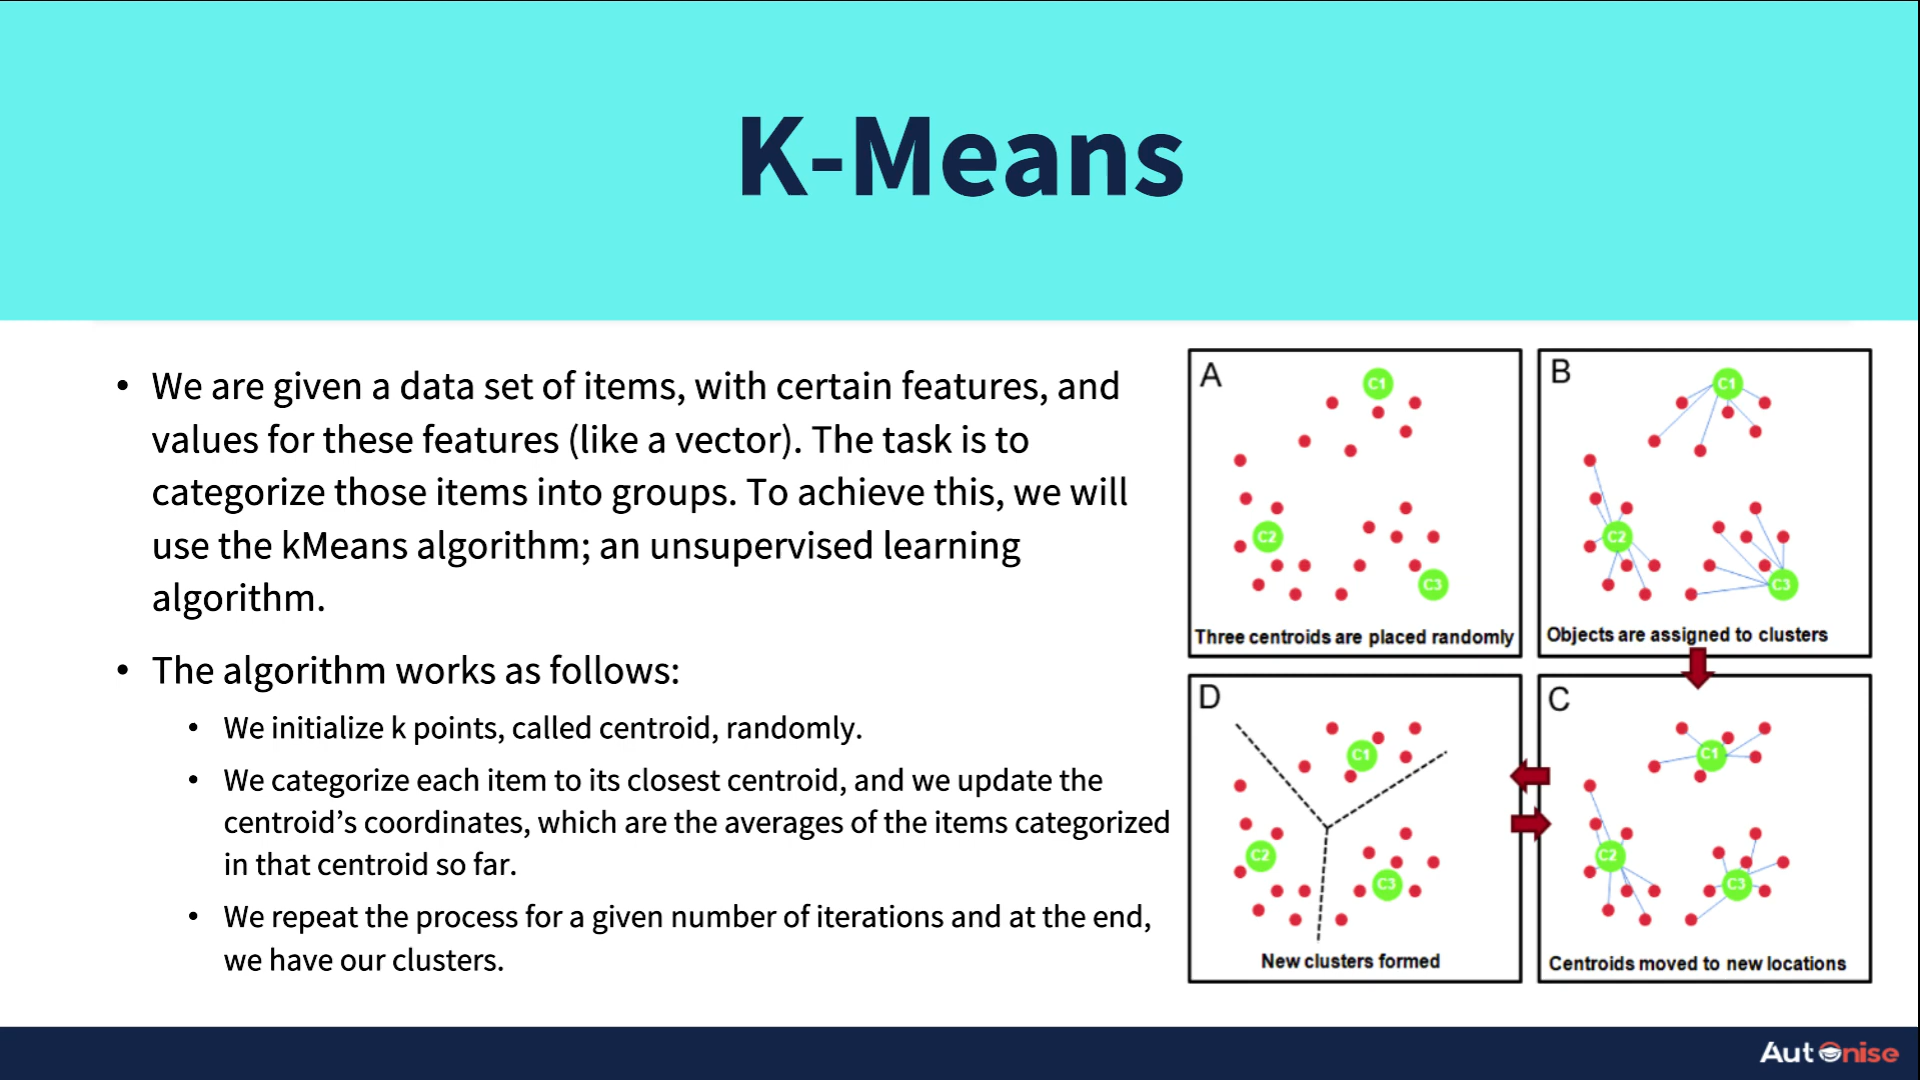 K-Means
• We are given a data set of items, with certain features, and
values for these features (like a vector). The task is to
categorize those items into groups. To achieve this, we will
use the kMeans algorithm; an unsupervised learning
algorithm.
• The algorithm works as follows:
• We initialize k points, called centroid, randomly.
• We categorize each item to its closest centroid, and we update the
centroid’s coordinates, which are the averages of the items categorized
in that centroid so far.
• We repeat the process for a given number of iterations and at the end,
we have our clusters.
A
C1
C2
C3
Three centroids are placed randomly
B
C1
C2
C3
Objects are assigned to clusters
D
C1
C2
C3
New clusters formed
C
C1
C2
C3
Centroids moved to new locations
AutOnise